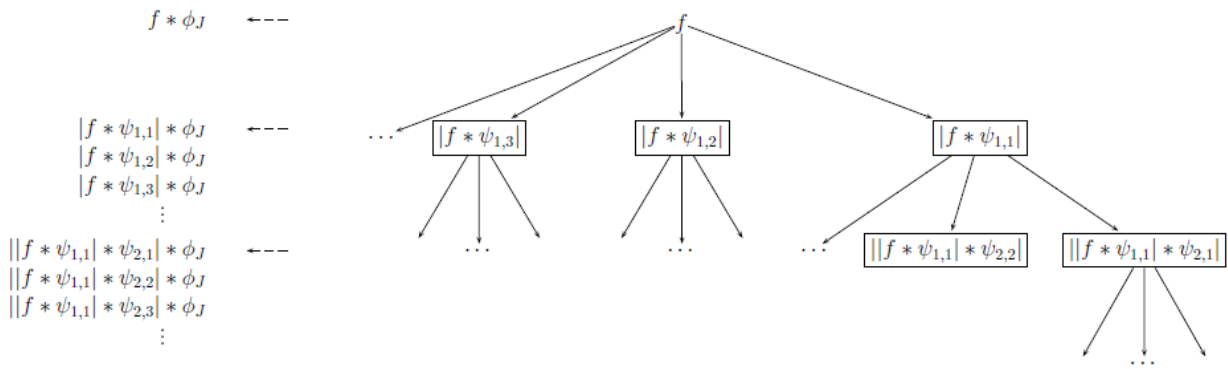 f ∗ ϕ_J
f
|f ∗ ψ_{1,1}| ∗ ϕ_J
|f ∗ ψ_{1,2}| ∗ ϕ_J
|f ∗ ψ_{1,3}| ∗ ϕ_J
⋮
⋯
|f ∗ ψ_{1,3}|
|f ∗ ψ_{1,2}|
|f ∗ ψ_{1,1}|
||f ∗ ψ_{1,1}| ∗ ψ_{2,1}| ∗ ϕ_J
||f ∗ ψ_{1,1}| ∗ ψ_{2,2}| ∗ ϕ_J
||f ∗ ψ_{1,1}| ∗ ψ_{2,3}| ∗ ϕ_J
⋮
⋯
⋯
⋯
||f ∗ ψ_{1,1}| ∗ ψ_{2,2}|
||f ∗ ψ_{1,1}| ∗ ψ_{2,1}|
⋯